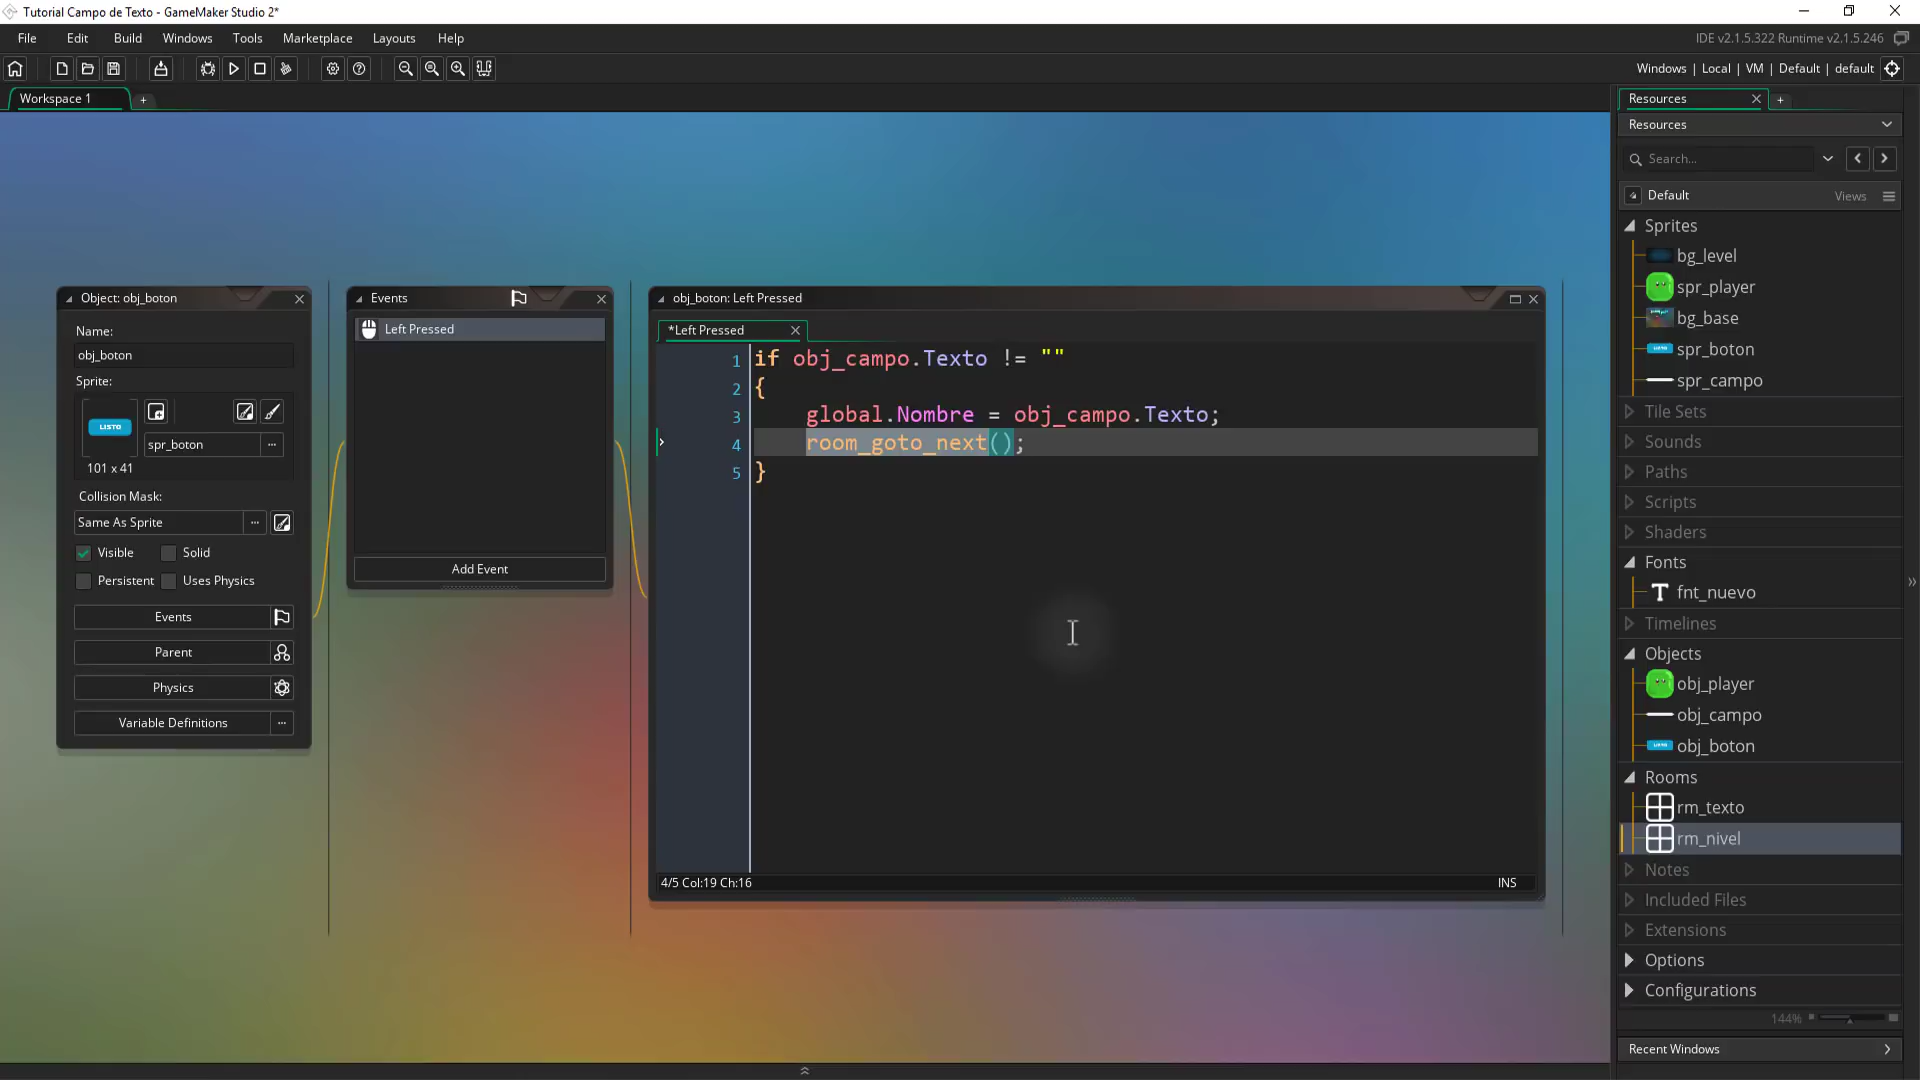 Tutorial Campo de Texto - GameMaker Studio 2*
File Edit Build Windows Tools Marketplace Layouts Help
IDE v2.1.5.322 Runtime v2.1.5.246
Windows | Local | VM | Default | default
Workspace 1 +
Resources
Resources
Search...
Default Views
Sprites
bg_level
spr_player
bg_base
spr_boton
spr_campo
Tile Sets
Sounds
Paths
Scripts
Shaders
Fonts
fnt_nuevo
Timelines
Objects
obj_player
obj_campo
obj_boton
Rooms
rm_texto
rm_nivel
Notes
Included Files
Extensions
Options
Configurations
144%
Recent Windows
Object: obj_boton
Name:
obj_boton
Sprite:
LISTO
spr_boton
101 x 41
Collision Mask:
Same As Sprite
Visible Solid
Persistent Uses Physics
Events
Parent
Physics
Variable Definitions
Events
Left Pressed
Add Event
obj_boton: Left Pressed
*Left Pressed
1 if obj_campo.Texto != ""
2 {
3 global.Nombre = obj_campo.Texto;
4 room_goto_next();
5 }
4/5 Col:19 Ch:16 INS